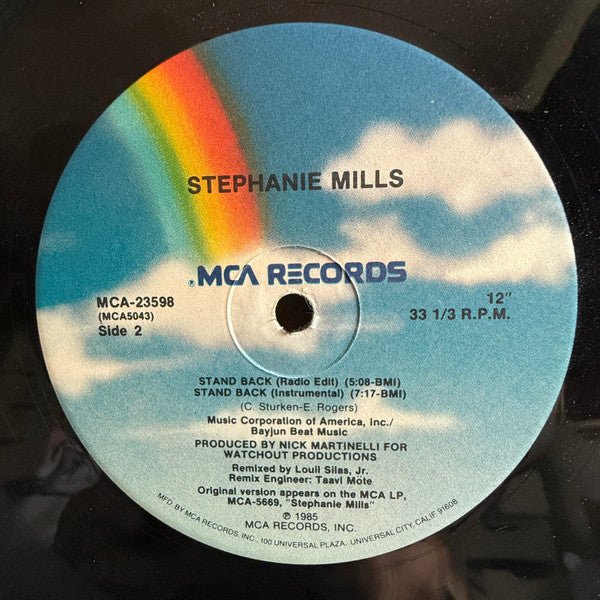 STEPHANIE MILLS
®MCA RECORDS
MCA-23598
(MCA5043)
Side 2
12"
33 1/3 R.P.M.
STAND BACK (Radio Edit) (5:08-BMI)
STAND BACK (Instrumental) (7:17-BMI)
(C. Sturken-E. Rogers)
Music Corporation of America, Inc./
Bayjun Beat Music
PRODUCED BY NICK MARTINELLI FOR
WATCHOUT PRODUCTIONS
Remixed by Louil Silas, Jr.
Remix Engineer: Taavi Mote
Original version appears on the MCA LP,
MCA-5669, "Stephanie Mills"
℗ 1985
MCA RECORDS, INC.
MFD. BY MCA RECORDS, INC., 100 UNIVERSAL PLAZA, UNIVERSAL CITY, CALIF. 91608